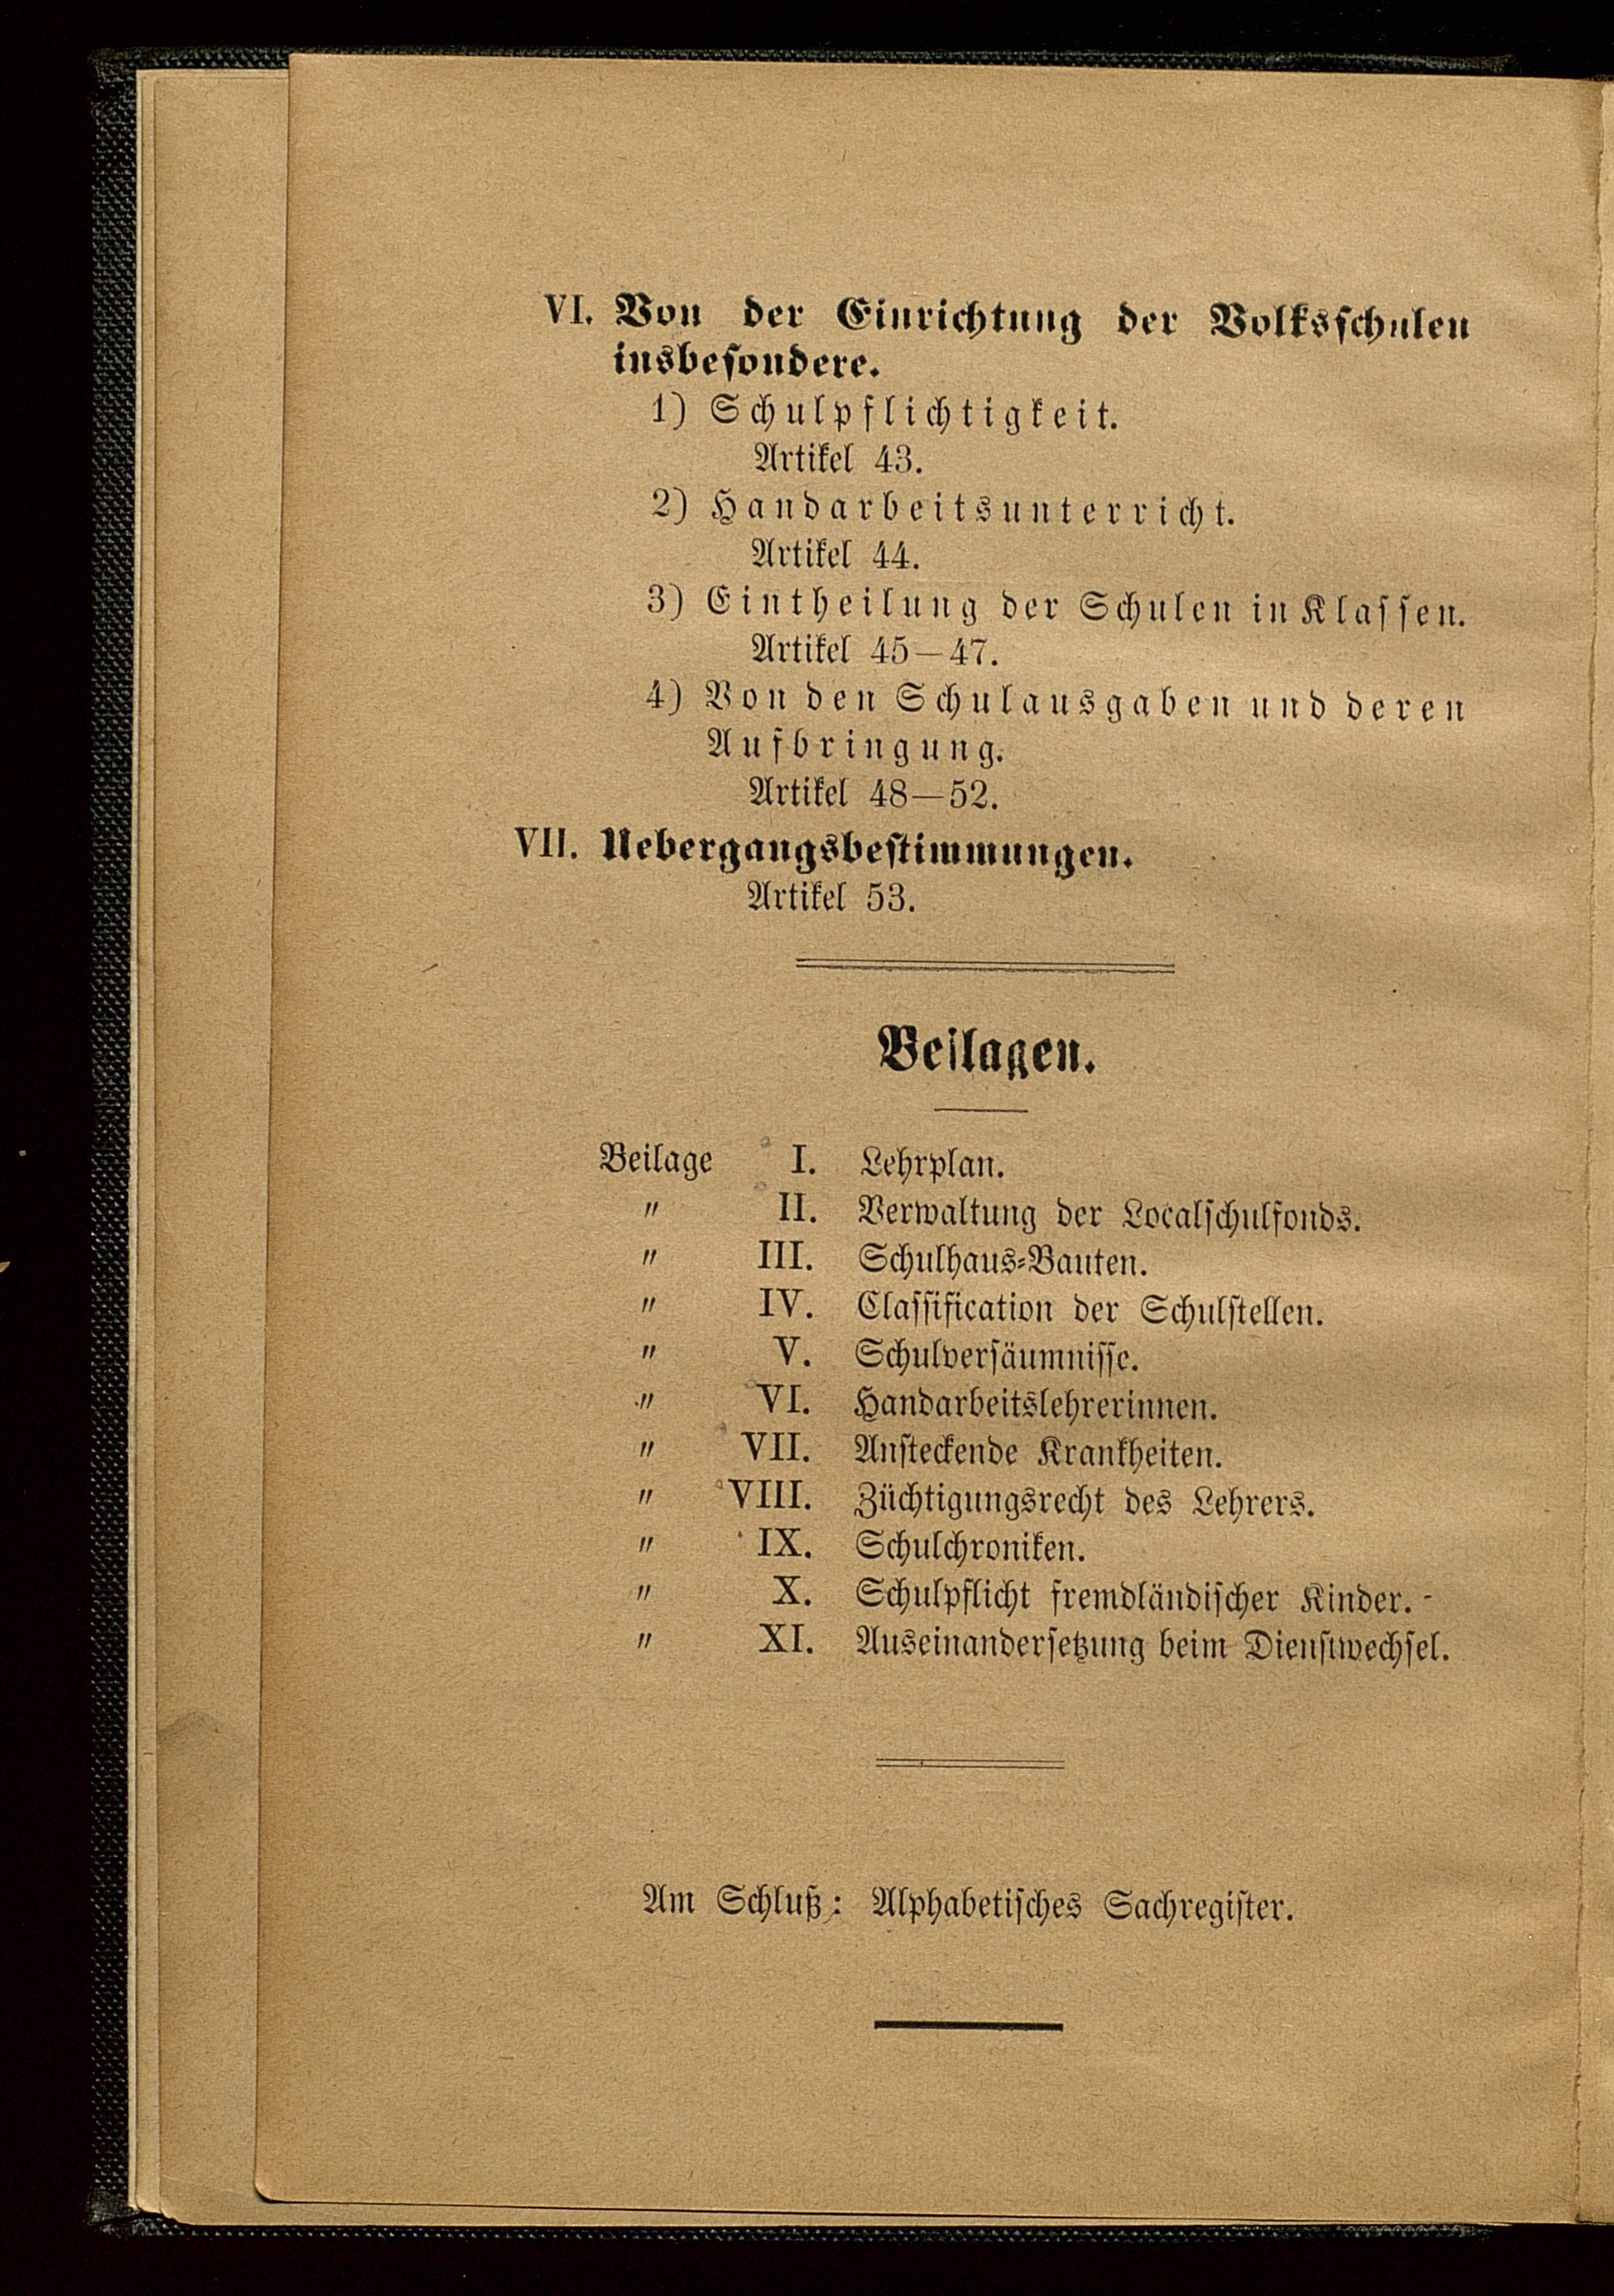 VI. Von der Einrichtung der Volksschulen
insbesondere.
1) Schulpflichtigkeit.
Artikel 43.
2) Handarbeitsunterricht.
Artikel 44.
3) Eintheilung der Schulen in Klassen.
Artikel 45—47.
4) Von den Schulausgaben und deren
Aufbringung.
Artikel 48—52.
VII. Uebergangsbestimmungen.
Artikel 53.
Beilagen.
Beilage I. Lehrplan.
" II. Verwaltung der Localschulfonds.
" III. Schulhaus-Bauten.
" IV. Classification der Schulstellen.
" V. Schulversäumnisse.
" VI. Handarbeitslehrerinnen.
" VII. Ansteckende Krankheiten.
" VIII. Züchtigungsrecht des Lehrers.
" IX. Schulchroniken.
" X. Schulpflicht fremdländischer Kinder.
" XI. Auseinandersetzung beim Dienstwechsel.
Am Schluß: Alphabetisches Sachregister.